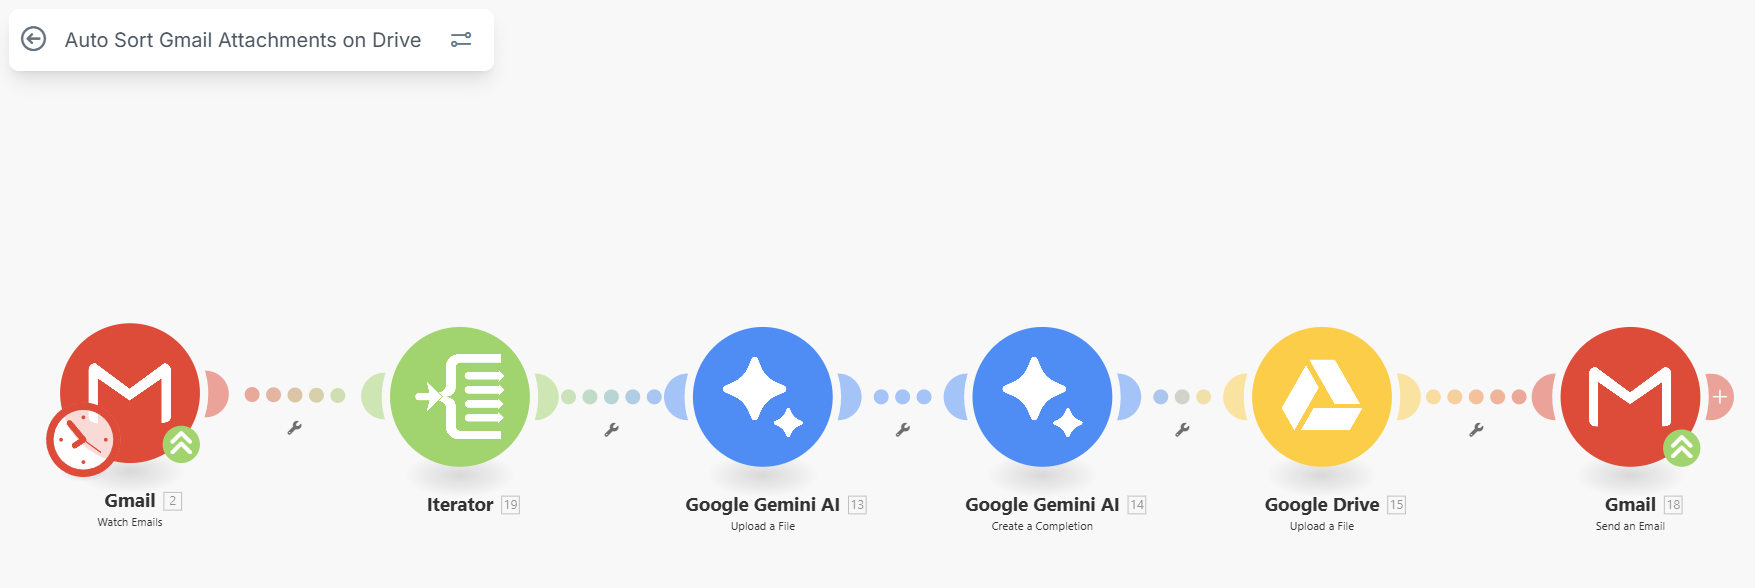 Auto Sort Gmail Attachments on Drive
Gmail 2
Watch Emails
Iterator 19
Google Gemini AI 13
Upload a File
Google Gemini AI 14
Create a Completion
Google Drive 15
Upload a File
Gmail 18
Send an Email